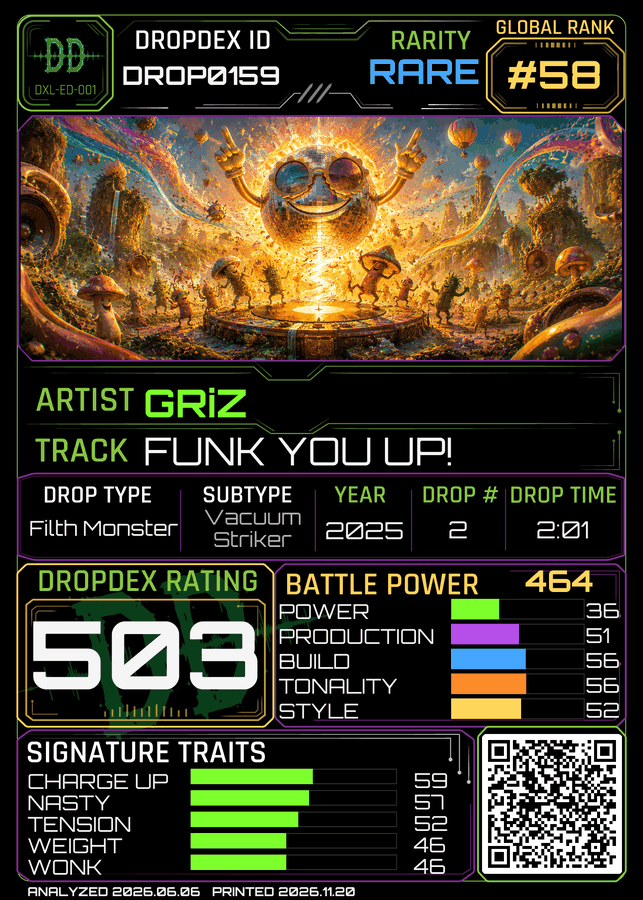 DD
DXL-ED-001
DROPDEX ID
DROP0159
RARITY
RARE
GLOBAL RANK
#58
ARTIST GRiZ
TRACK FUNK YOU UP!
DROP TYPE
Filth Monster
SUBTYPE
Vacuum
Striker
YEAR
2025
DROP #
2
DROP TIME
2:01
DROPDEX RATING
503
BATTLE POWER 464
POWER 36
PRODUCTION 51
BUILD 56
TONALITY 56
STYLE 52
SIGNATURE TRAITS
CHARGE UP 59
NASTY 57
TENSION 52
WEIGHT 46
WONK 46
ANALYZED 2026.06.06 PRINTED 2026.11.20